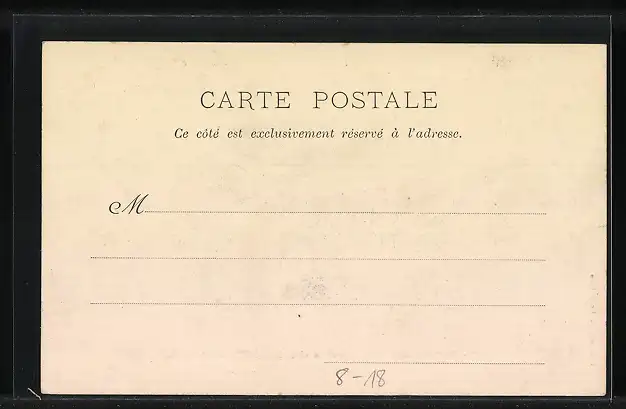 CARTE POSTALE
Ce côté est exclusivement réservé à l'adresse.
M
8-18